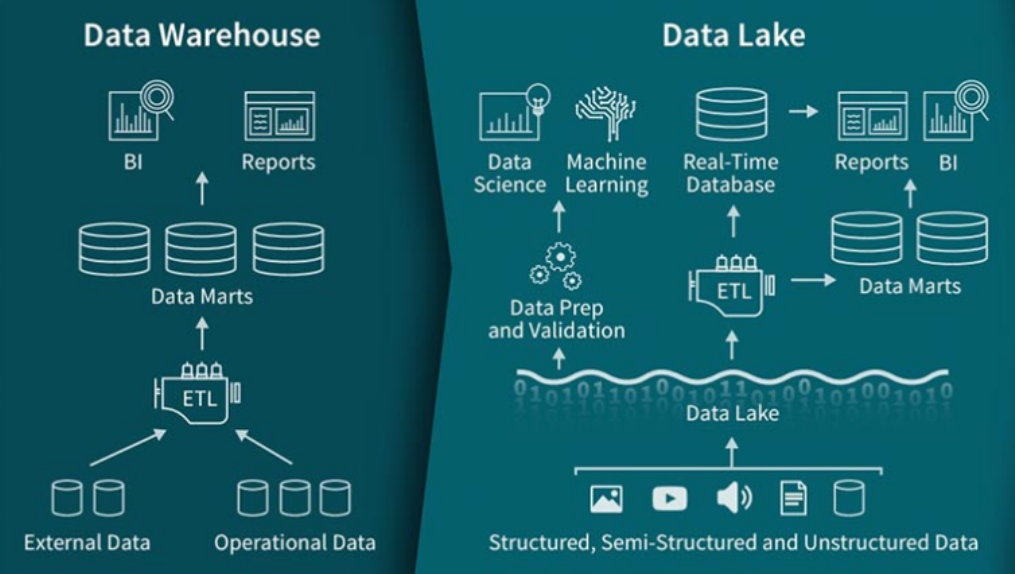 Data Warehouse
BI
Reports
Data Marts
ETL
External Data
Operational Data
Data Lake
Data
Science
Machine
Learning
Real-Time
Database
Reports
BI
Data Prep
and Validation
ETL
Data Marts
Data Lake
Structured, Semi-Structured and Unstructured Data